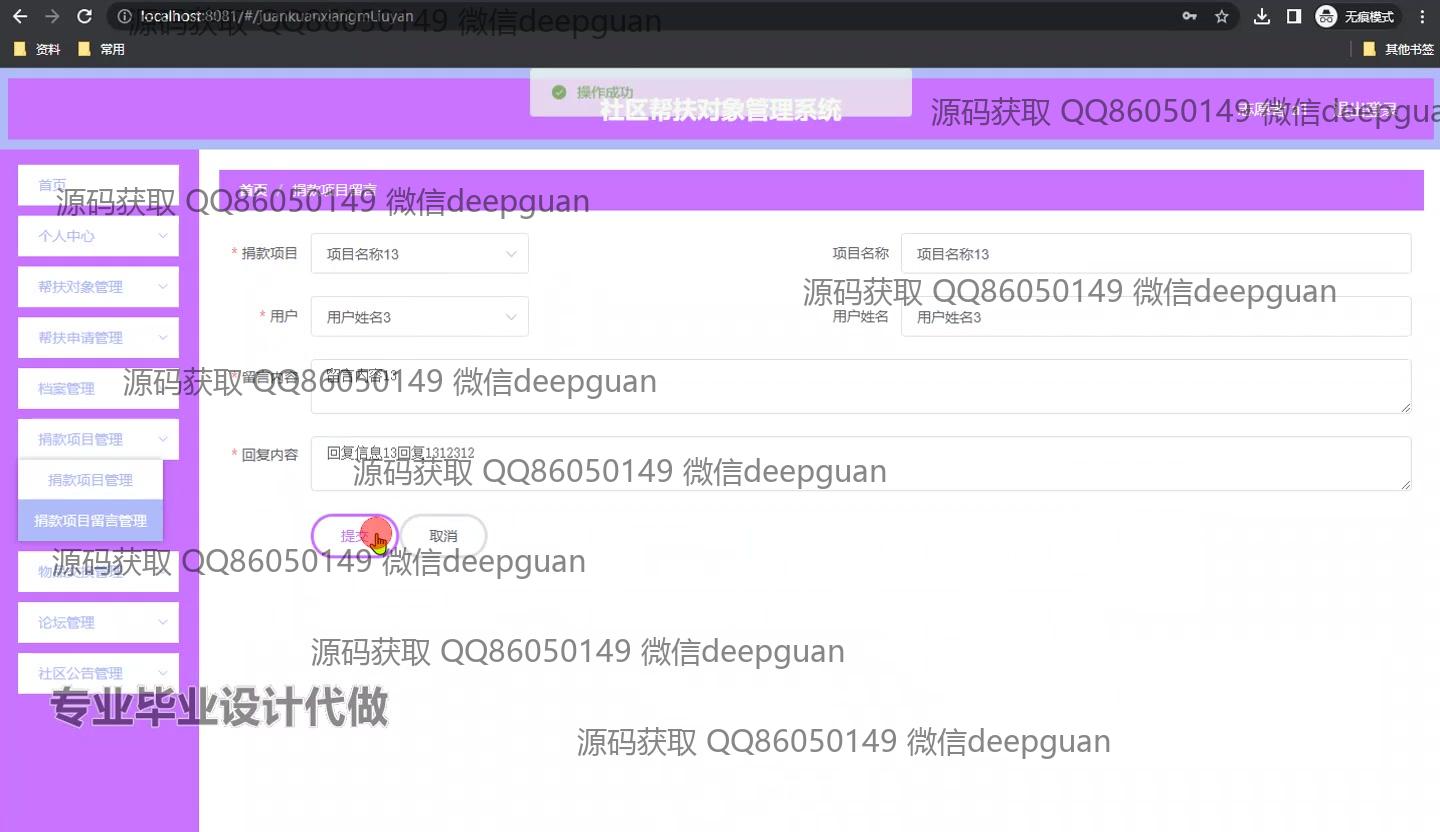 localhost:8081/#/juankuanxiangmuliuyan
无痕模式
资料
常用
其他书签
源码获取 QQ86050149 微信deepguan
操作成功
社区帮扶对象管理系统
源码获取 QQ86050149 微信deepgua
退出登录
首页
首页 / 捐款项目留言
源码获取 QQ86050149 微信deepguan
个人中心
* 捐款项目
项目名称13
项目名称
项目名称13
帮扶对象管理
源码获取 QQ86050149 微信deepguan
* 用户
用户姓名3
用户姓名
用户姓名3
帮扶申请管理
* 留言内容
留言内容13
档案管理
源码获取 QQ86050149 微信deepguan
捐款项目管理
* 回复内容
回复信息13回复1312312
源码获取 QQ86050149 微信deepguan
捐款项目管理
捐款项目留言管理
提交
取消
源码获取 QQ86050149 微信deepguan
论坛管理
源码获取 QQ86050149 微信deepguan
社区公告管理
专业毕业设计代做
源码获取 QQ86050149 微信deepguan